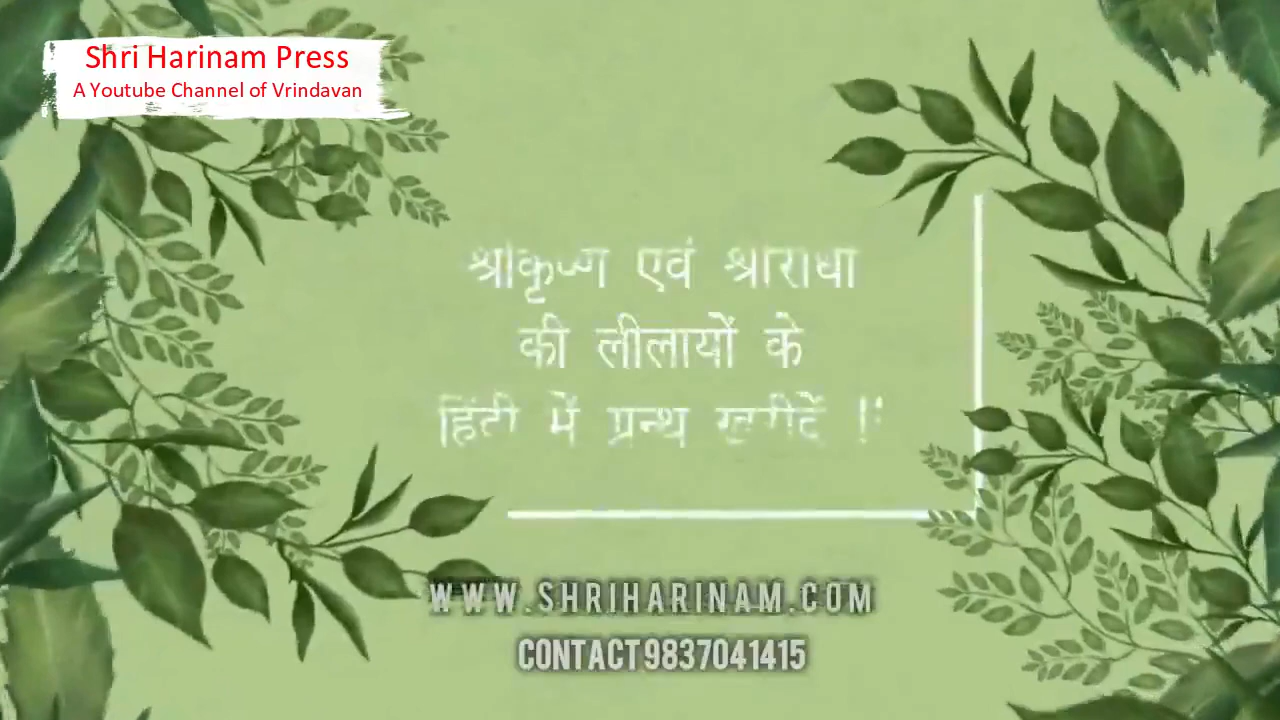 Shri Harinam Press
A Youtube Channel of Vrindavan
श्रीकृष्ण एवं श्रीराधा
की लीलायों के
हिंदी में ग्रन्थ खरीदें !!
WWW.SHRIHARINAM.COM
CONTACT 9837041415